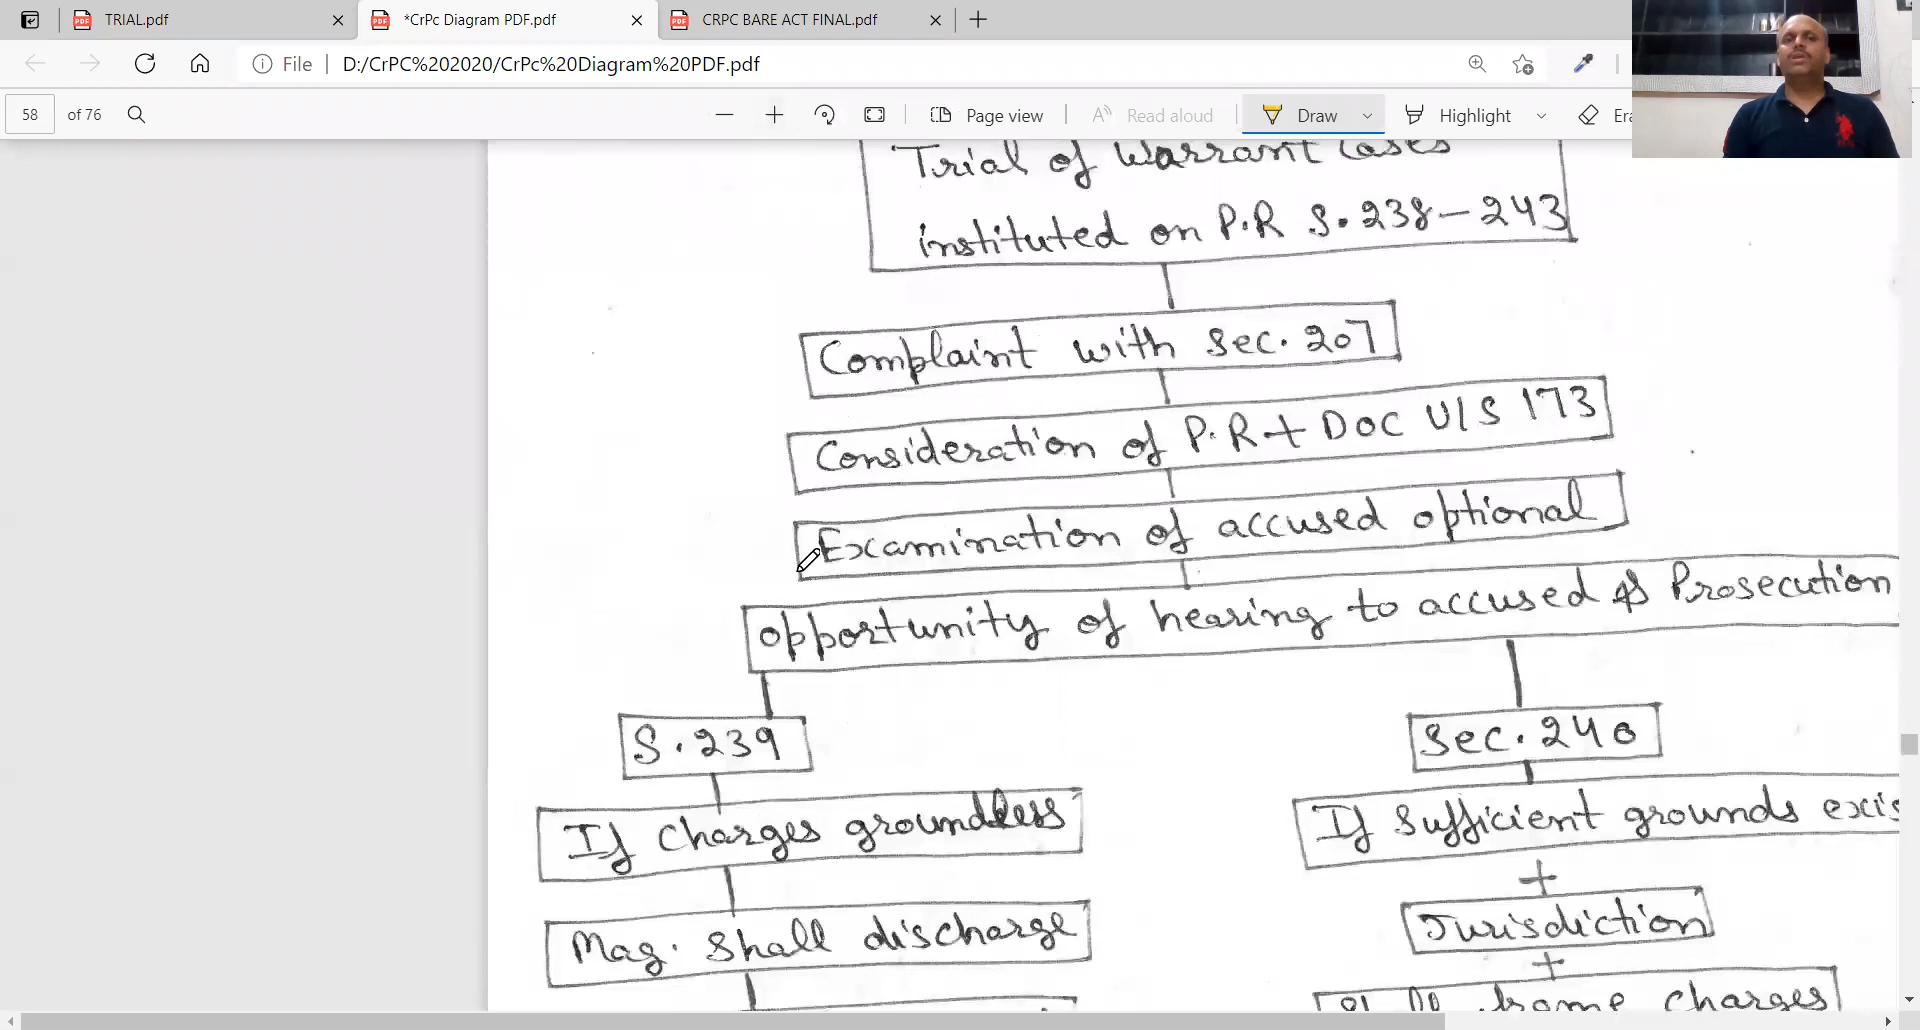 TRIAL.pdf
*CrPc Diagram PDF.pdf
CRPC BARE ACT FINAL.pdf
File
D:/CrPC%202020/CrPc%20Diagram%20PDF.pdf
58 of 76
Page view
Read aloud
Draw
Highlight
Era
Trial of Warrant Cases
instituted on P.R S.238-243
Complaint with Sec.207
Consideration of P.R + DOC U/S 173
Examination of accused optional
opportunity of hearing to accused & Prosecution
S.239
Sec.240
If charges groundless
If Sufficient grounds exis
+
Mag. Shall discharge
Jurisdiction
+
frame charges